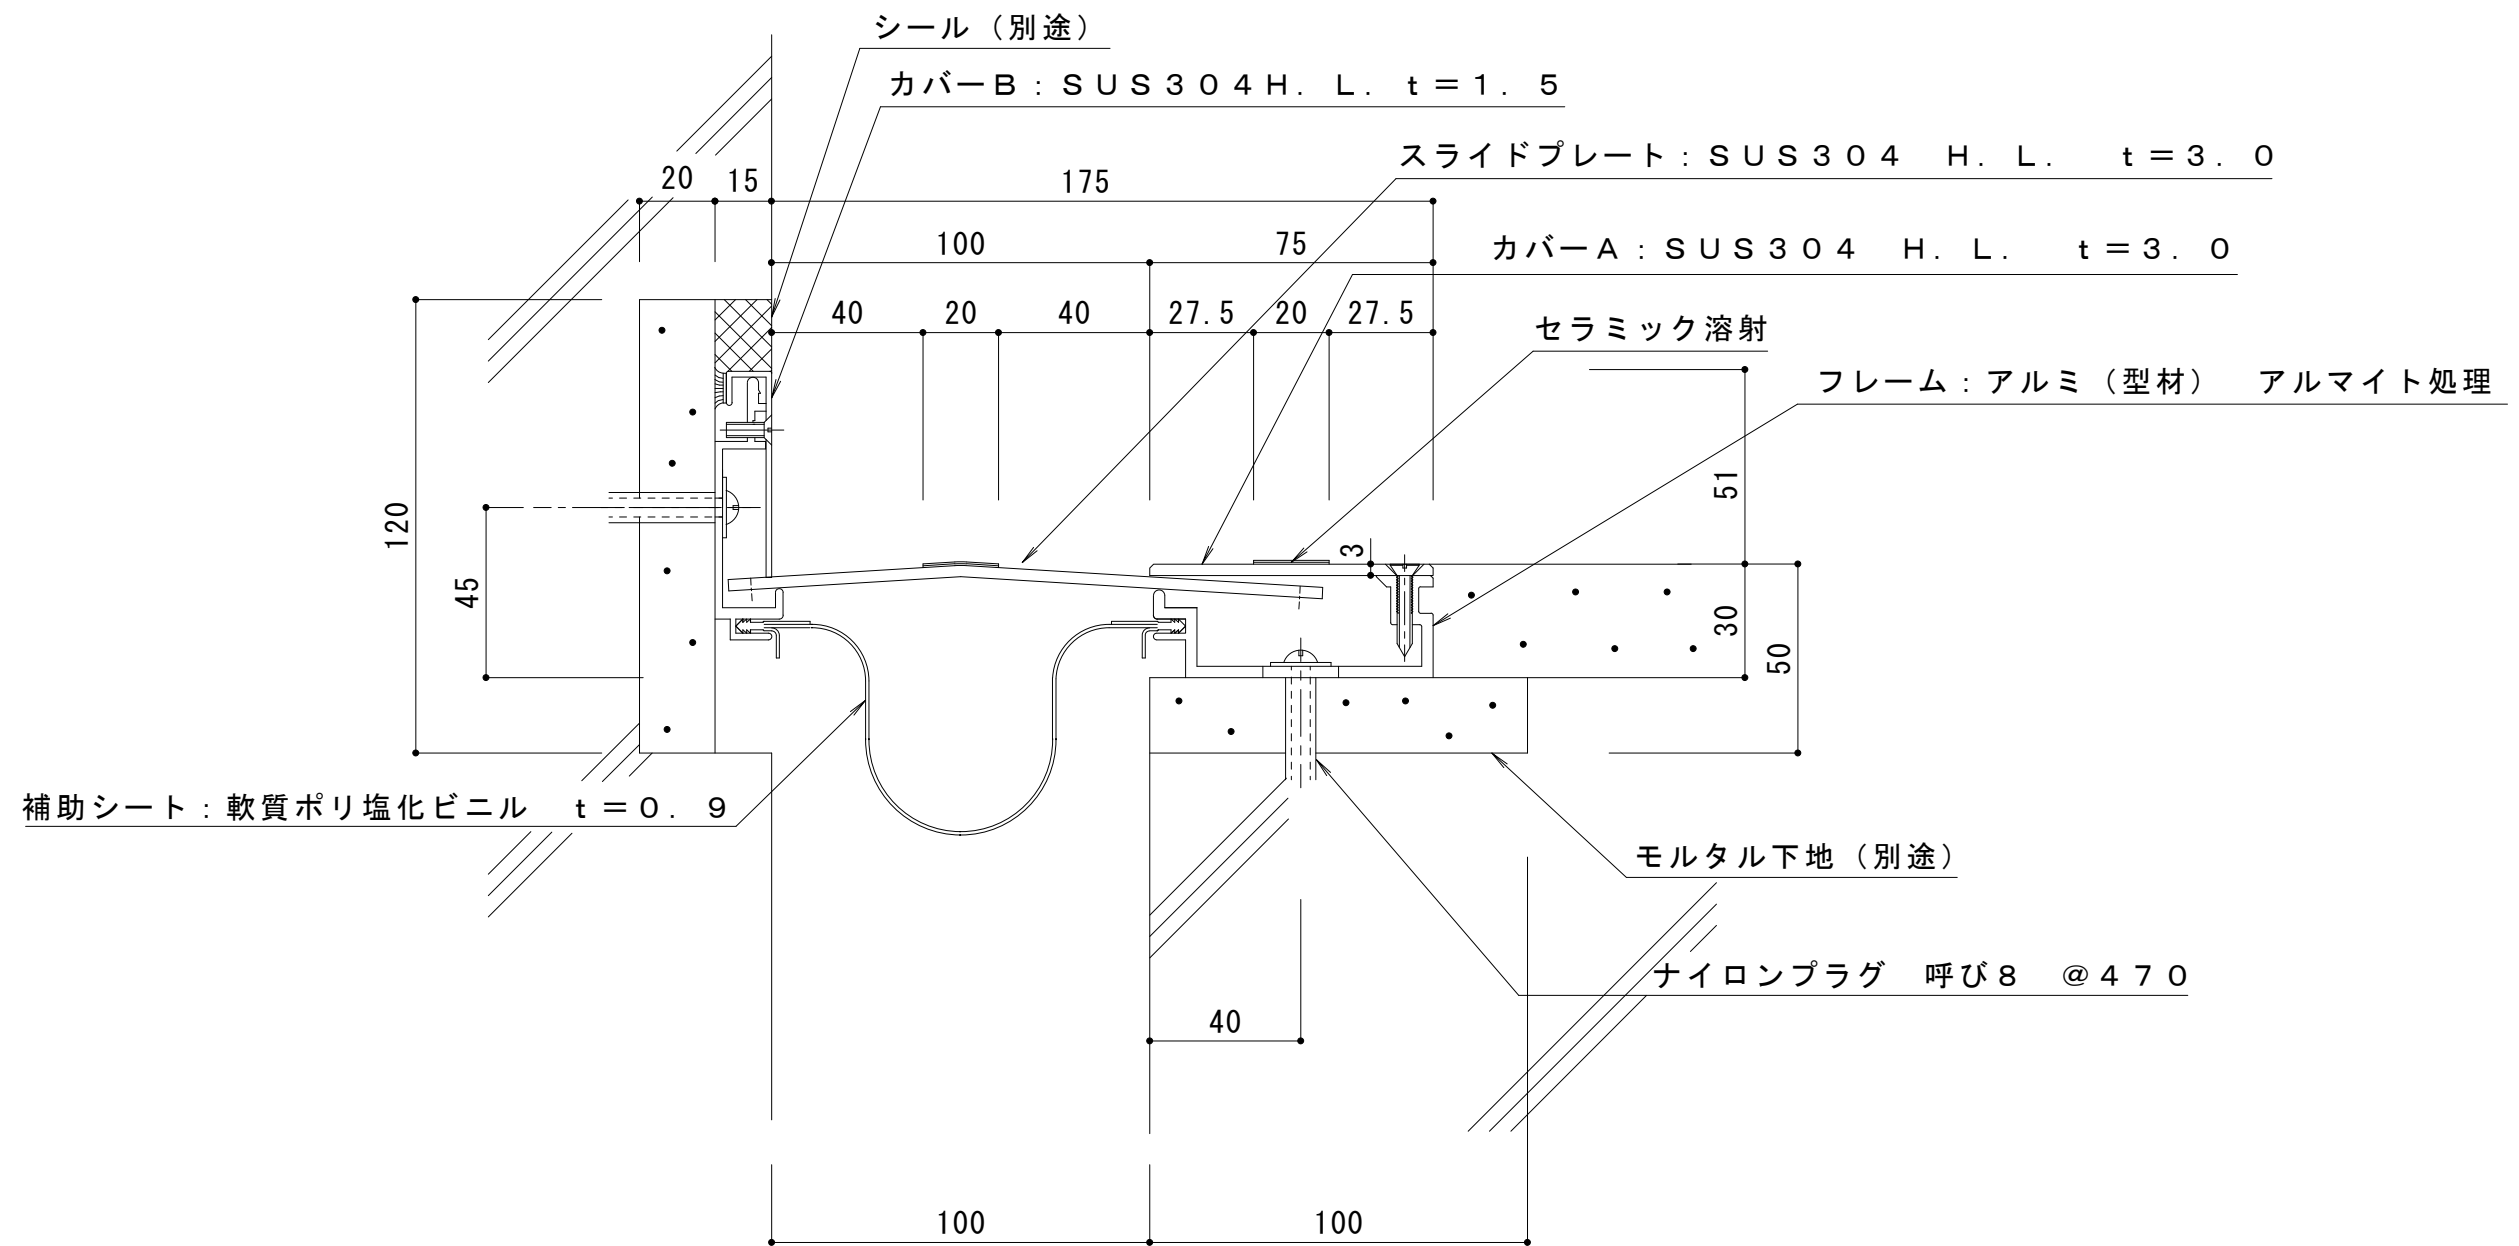 シール（別途）
カバーＢ：ＳＵＳ３０４Ｈ．Ｌ．ｔ＝１．５
スライドプレート：ＳＵＳ３０４　Ｈ．Ｌ．　ｔ＝３．０
20 15 175
100 75
カバーＡ：ＳＵＳ３０４　Ｈ．Ｌ．　ｔ＝３．０
40 20 40 27.5 20 27.5
セラミック溶射
フレーム：アルミ（型材）　アルマイト処理
51
120
3
45
30
50
補助シート：軟質ポリ塩化ビニル　ｔ＝０．９
モルタル下地（別途）
ナイロンプラグ　呼び８　＠４７０
40
100 100